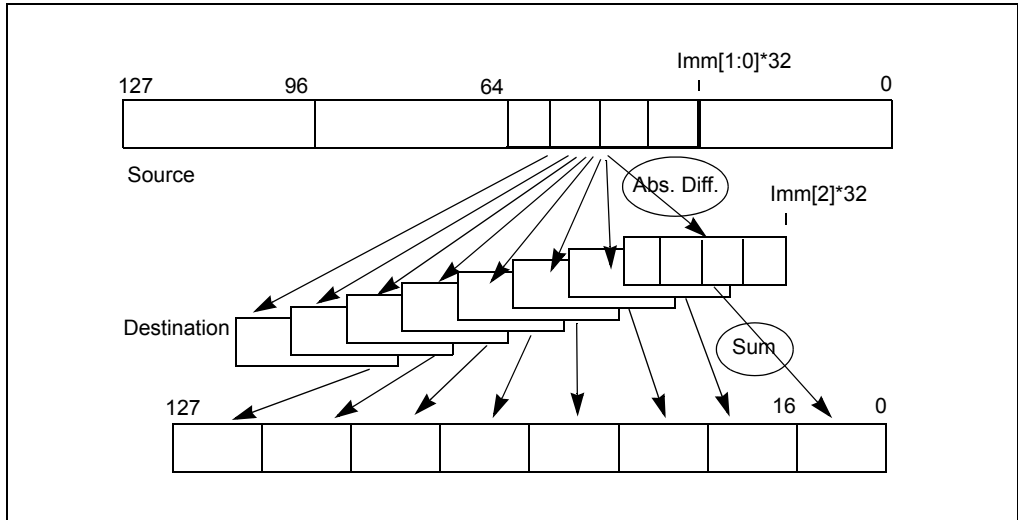 Imm[1:0]*32
127 96 64 0
Source
Abs. Diff.
Imm[2]*32
Destination
Sum
127 16 0